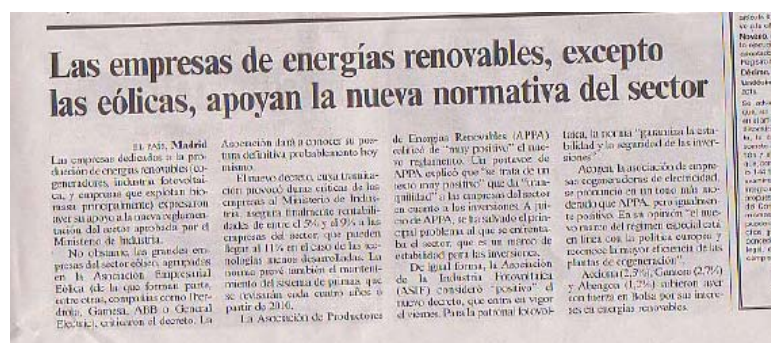 Las empresas de energías renovables, excepto
las eólicas, apoyan la nueva normativa del sector
EL PAÍS, Madrid
Las empresas dedicadas a la pro-
ducción de energías renovables (co-
generadores, industria fotovoltai-
ca, y empresas que explotan bio-
masa principalmente) expresaron
ayer su apoyo a la nueva reglamen-
tación del sector aprobada por el
Ministerio de Industria.
No obstante, las grandes em-
presas del sector eólico, agrupadas
en la Asociación Empresarial
Eólica (de la que forman parte,
entre otras, compañías como Iber-
drola, Gamesa, ABB o General
Electric), criticaron el decreto. La
Asociación dará a conocer su pos-
tura definitiva probablemente hoy
mismo.
El nuevo decreto, cuya tramita-
ción provocó duras críticas de las
empresas al Ministerio de Indus-
tria, asegura finalmente rentabili-
dades de entre el 5% y el 9% a las
empresas del sector, que pueden
llegar al 11% en el caso de las tec-
nologías menos desarrolladas. La
norma prevé también el manteni-
miento del sistema de primas, que
se revisarán cada cuatro años a
partir de 2010.
La Asociación de Productores
de Energías Renovables (APPA)
calificó de "muy positivo" el nue-
vo reglamento. Un portavoz de
APPA explicó que "se trata de un
texto muy positivo" que da "tran-
quilidad" a las empresas del sector
en cuanto a las inversiones. A jui-
cio de APPA, se ha salvado el prin-
cipal problema al que se enfrenta-
ba el sector, que es un marco de
estabilidad para las inversiones.
De igual forma, la Asociación
de la Industria Fotovoltaica
(ASIF) consideró "positivo" el
nuevo decreto, que entra en vigor
el viernes. Para la patronal fotovol-
taica, la norma "garantiza la esta-
bilidad y la seguridad de las inver-
siones".
Acogen, la asociación de empre-
sas cogeneradoras de electricidad,
se pronunció en un tono más mo-
derado que APPA, pero igualmen-
te positivo. En su opinión "el nue-
vo marco del régimen especial está
en línea con la política europea y
reconoce la mayor eficiencia de las
plantas de cogeneración".
Acciona (2,5%), Gamesa (2,7%)
y Abengoa (1,2%) subieron ayer
con fuerza en Bolsa por sus intere-
ses en energías renovables.